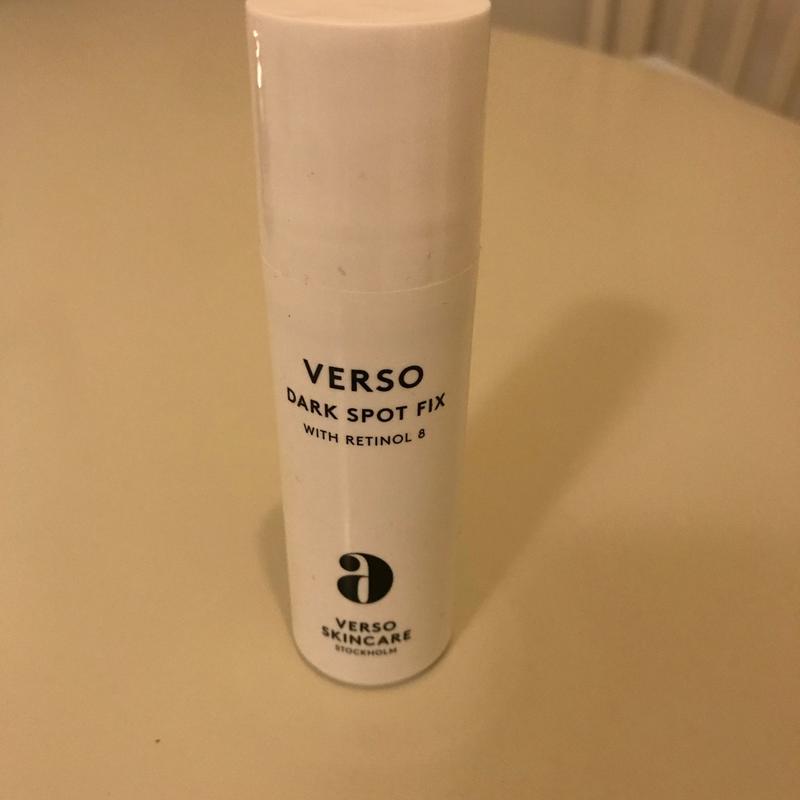 VERSO
DARK SPOT FIX
WITH RETINOL 8
a
VERSO
SKINCARE
STOCKHOLM